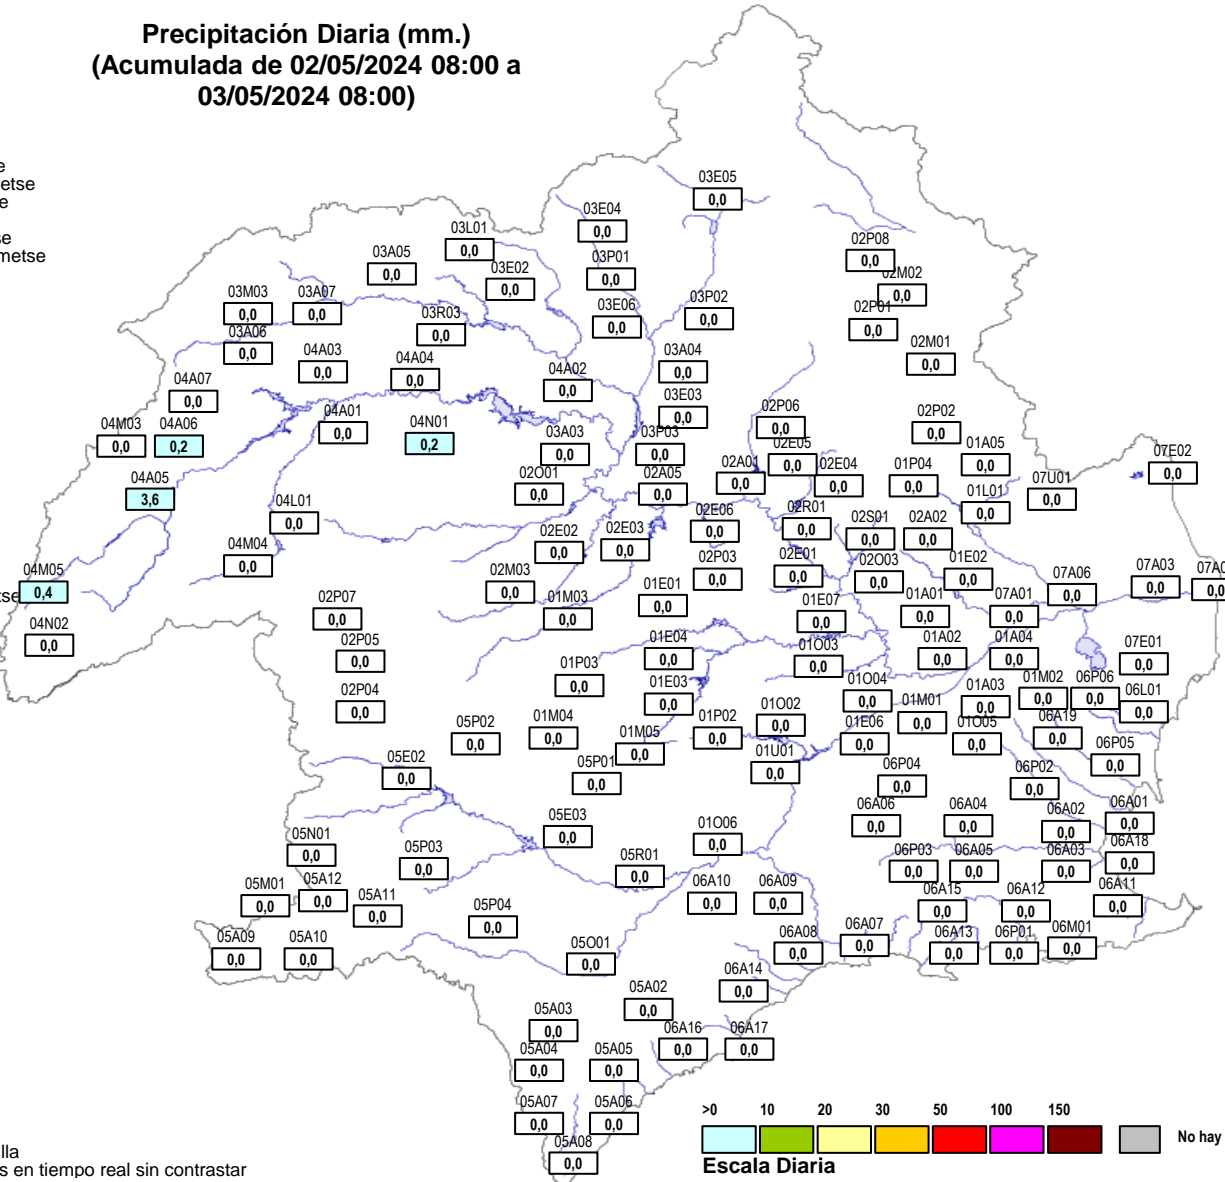 Precipitación Diaria (mm.)
(Acumulada de 02/05/2024 08:00 a
03/05/2024 08:00)
e
etse
e
se
metse
03E05
0,0
03E04
0,0
03L01
0,0
02P08
0,0
03A05
0,0
03P01
0,0
03E02
0,0
02M02
0,0
03M03
0,0
03A07
0,0
03P02
0,0
03E06
0,0
02P01
0,0
03R03
0,0
03A06
0,0
02M01
0,0
04A03
0,0
03A04
0,0
04A04
0,0
04A02
0,0
04A07
0,0
03E03
0,0
02P06
0,0
04A01
0,0
02P02
0,0
04M03
0,0
04A06
0,2
04N01
0,2
03A03
0,0
03P03
0,0
02E05
0,0
01A05
0,0
07E02
0,0
04A05
3,6
02O01
0,0
02A05
0,0
02A01
0,0
02E04
0,0
01P04
0,0
07U01
0,0
04L01
0,0
01L01
0,0
02E06
0,0
02R01
0,0
02S01
0,0
02A02
0,0
02E02
0,0
02E03
0,0
04M04
0,0
04M05
0,4
tse
02M03
0,0
02P03
0,0
02E01
0,0
02O03
0,0
01E02
0,0
07A06
0,0
07A03
0,0
07A0
0,0
02P07
0,0
01M03
0,0
01E01
0,0
01E07
0,0
01A01
0,0
07A01
0,0
04N02
0,0
02P05
0,0
01E04
0,0
01O03
0,0
01A02
0,0
01A04
0,0
07E01
0,0
01P03
0,0
02P04
0,0
01E03
0,0
01O04
0,0
01A03
0,0
01M02
0,0
06P06
0,0
06L01
0,0
05P02
0,0
01M04
0,0
01M05
0,0
01P02
0,0
01O02
0,0
01M01
0,0
01E06
0,0
01O05
0,0
06A19
0,0
05E02
0,0
05P01
0,0
01U01
0,0
06P04
0,0
06P02
0,0
06P05
0,0
05E03
0,0
01O06
0,0
06A06
0,0
06A04
0,0
06A02
0,0
06A01
0,0
05N01
0,0
05P03
0,0
05R01
0,0
06P03
0,0
06A05
0,0
06A03
0,0
06A18
0,0
05M01
0,0
05A12
0,0
05A11
0,0
05P04
0,0
06A10
0,0
06A09
0,0
06A15
0,0
06A12
0,0
06A11
0,0
05A09
0,0
05A10
0,0
05O01
0,0
06A08
0,0
06A07
0,0
06A13
0,0
06P01
0,0
06M01
0,0
06A14
0,0
05A02
0,0
05A03
0,0
06A16
0,0
06A17
0,0
05A04
0,0
05A05
0,0
05A07
0,0
05A06
0,0
05A08
0,0
>0 10 20 30 50 100 150
No hay
Escala Diaria
lla
s en tiempo real sin contrastar